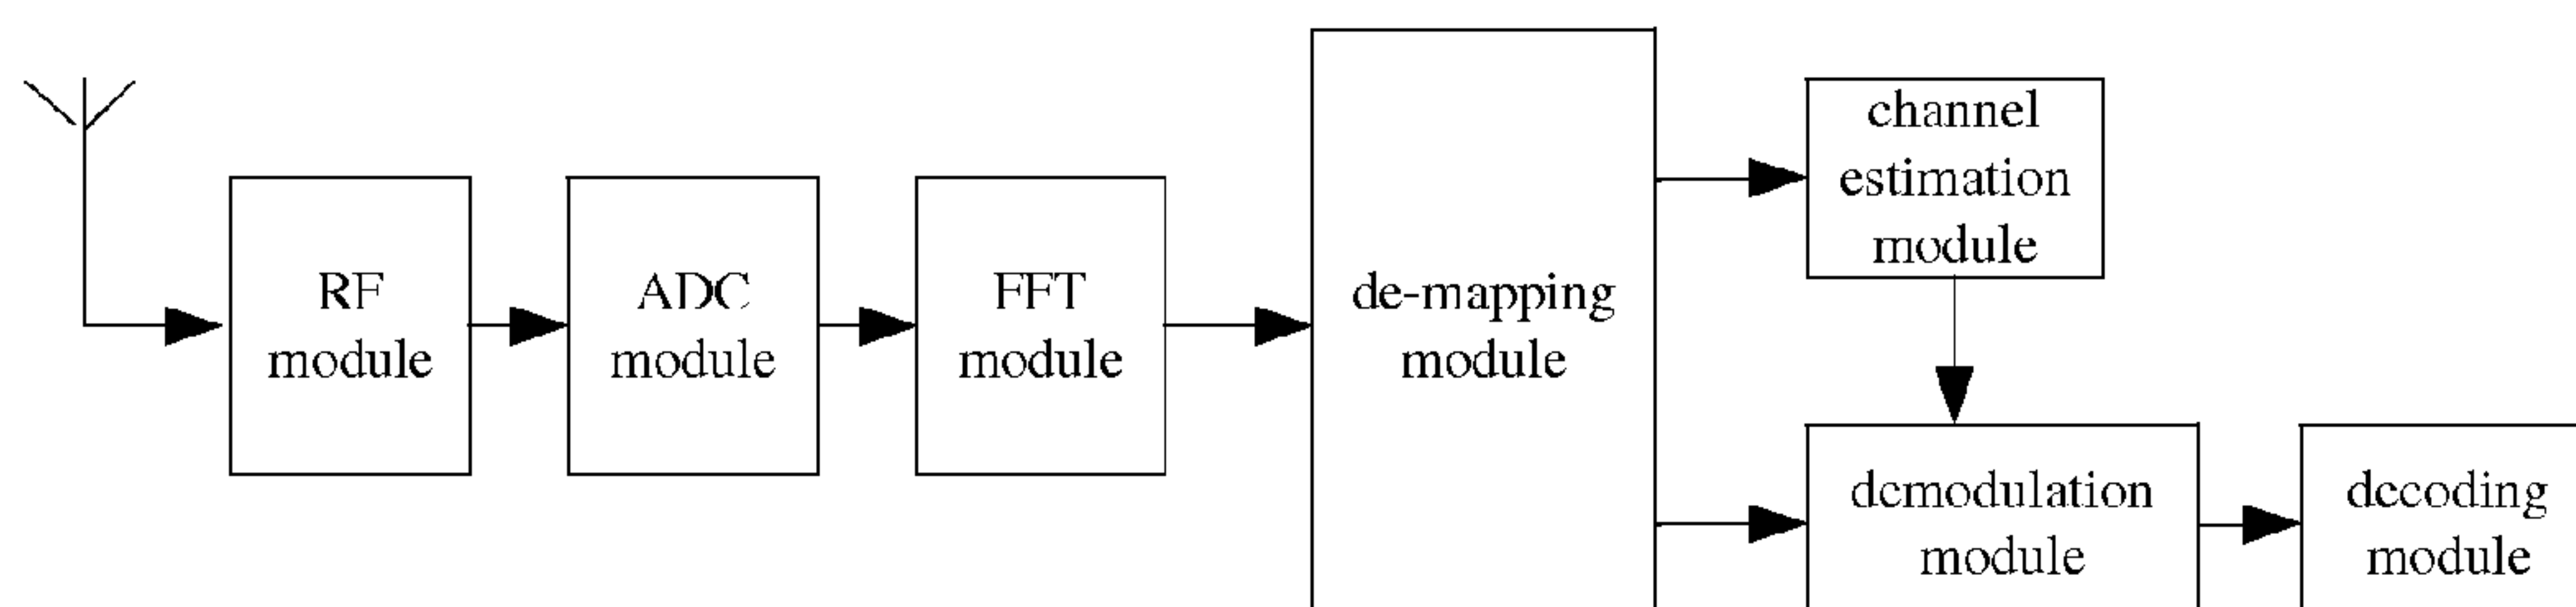 channel
estimation
module
RF
module
ADC
module
FFT
module
de-mapping
module
demodulation
module
decoding
module